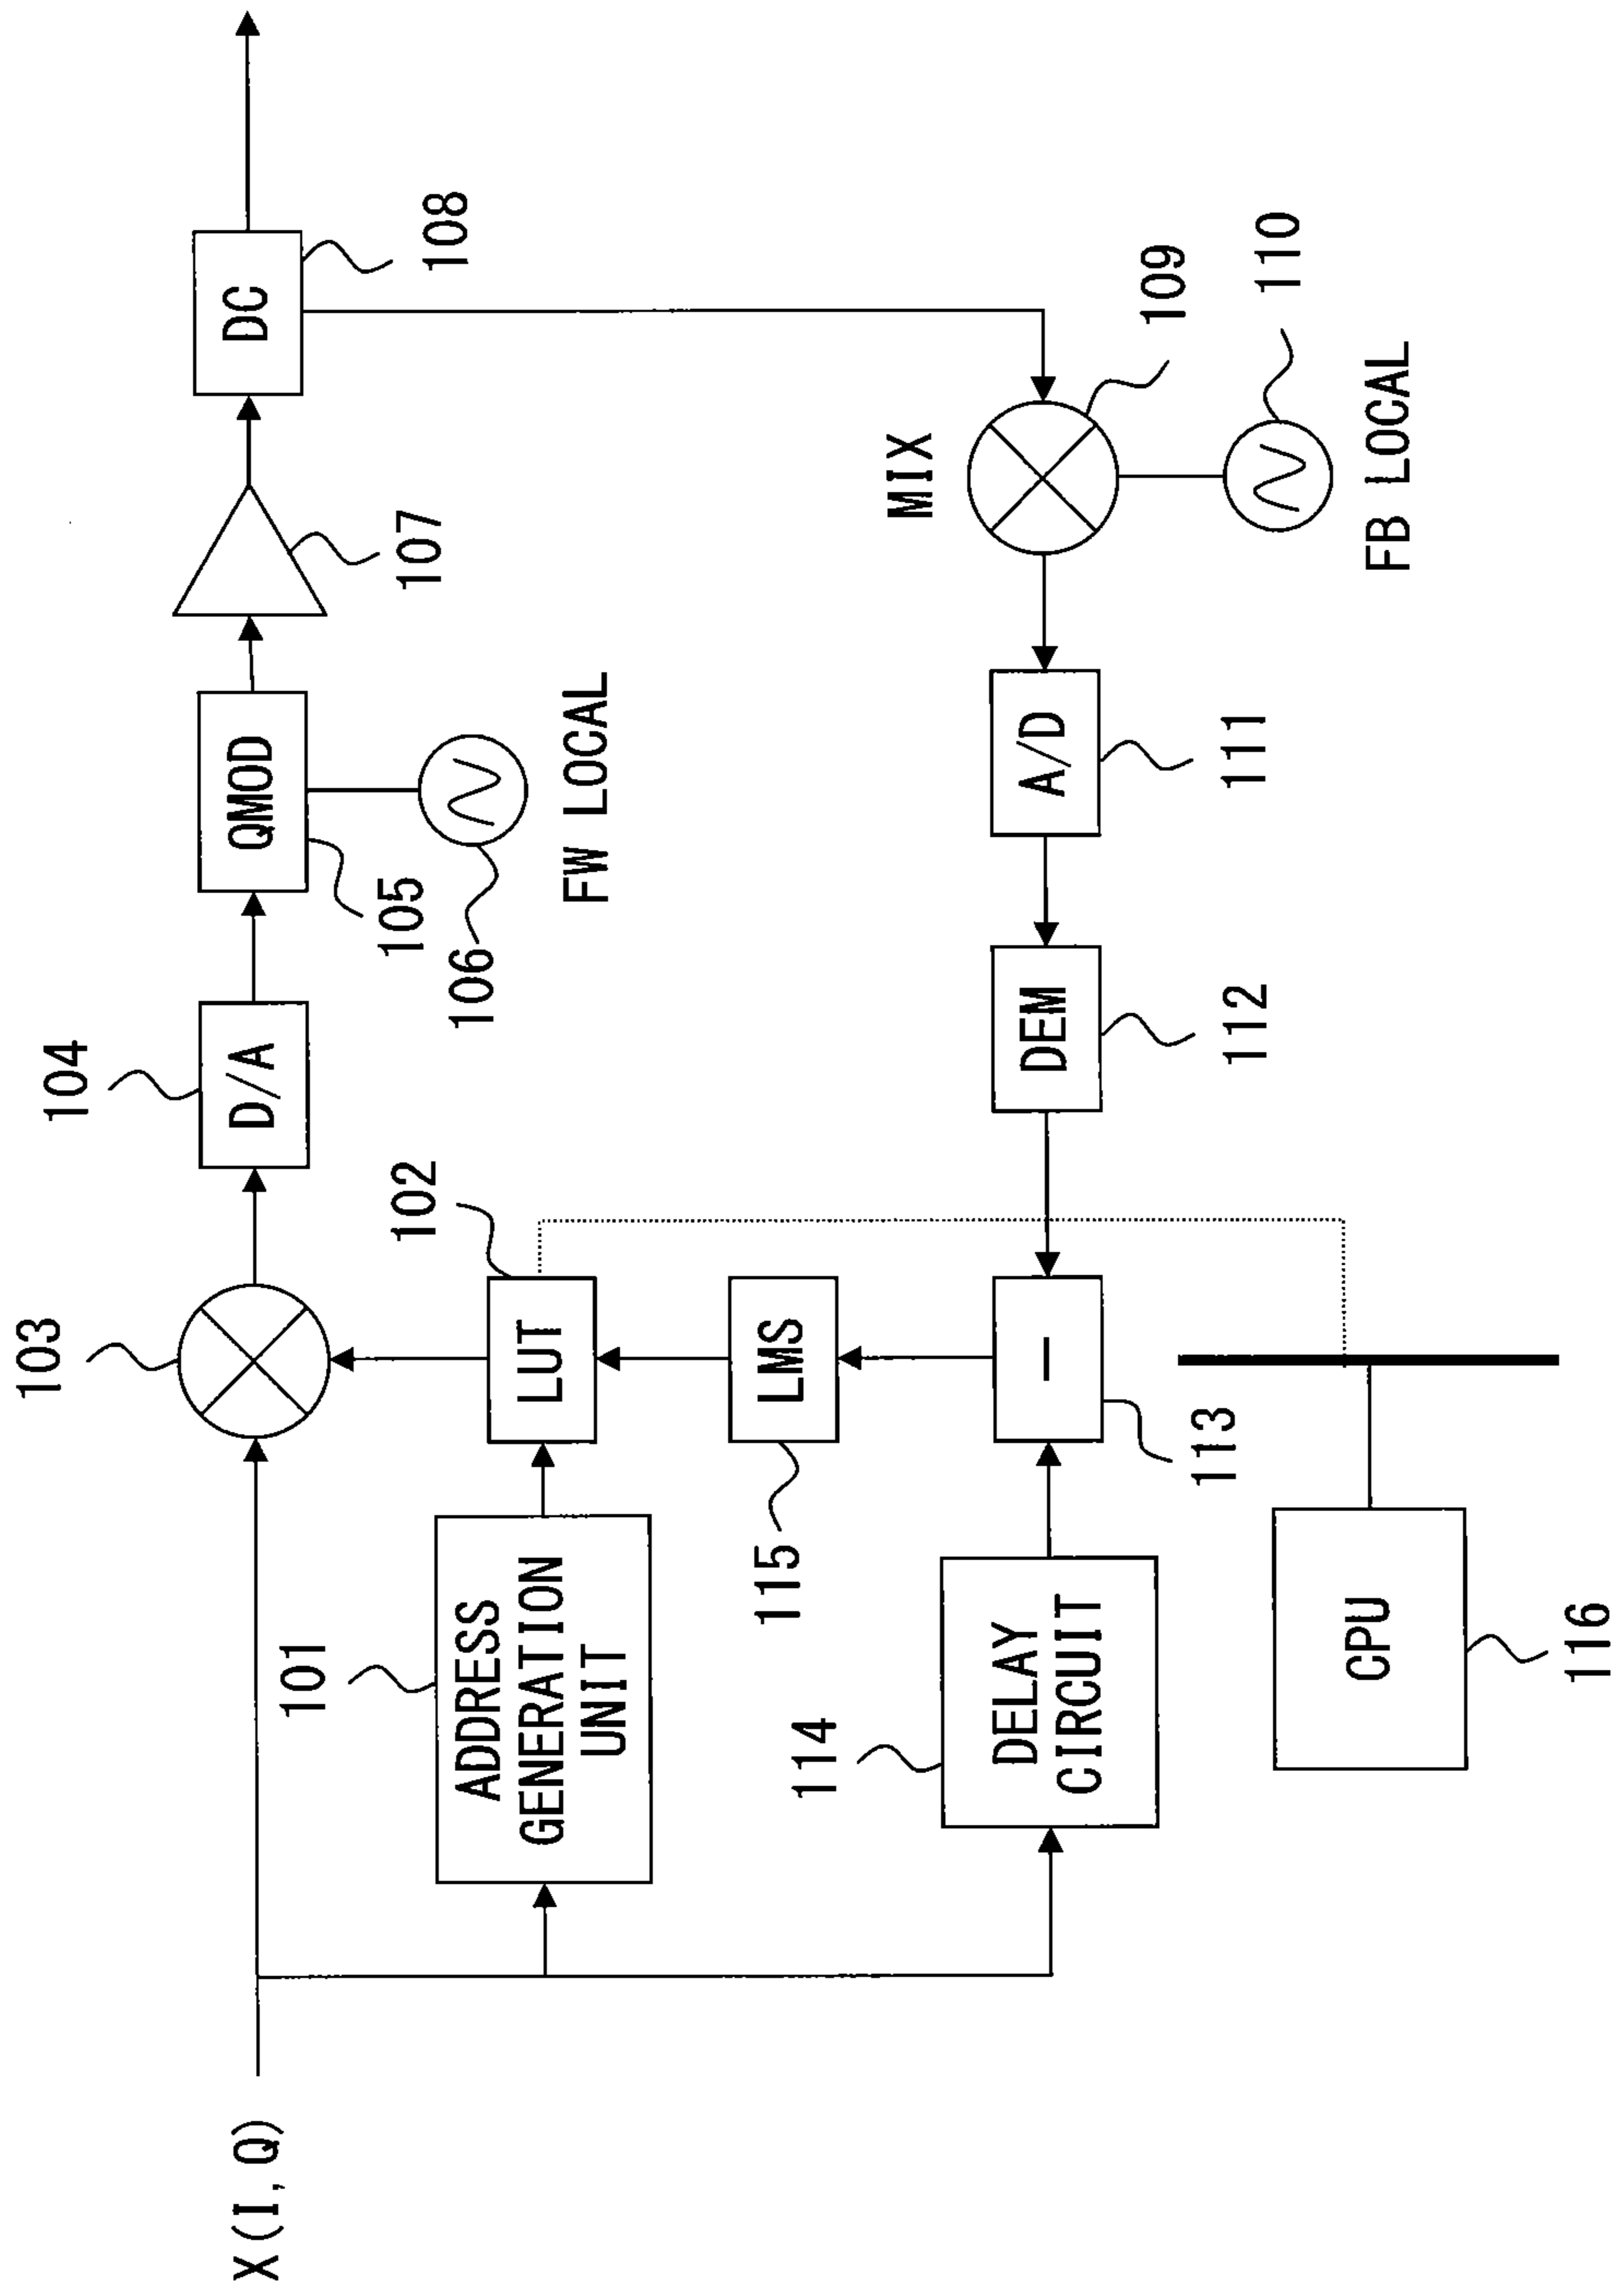 X(I,Q)
103
104
D/A
QMOD
105
106
FW LOCAL
107
DC
108
101
ADDRESS
GENERATION
UNIT
102
LUT
115
LMS
114
DELAY
CIRCUIT
—
113
DEM
112
A/D
111
MIX
109
110
FB LOCAL
CPU
116